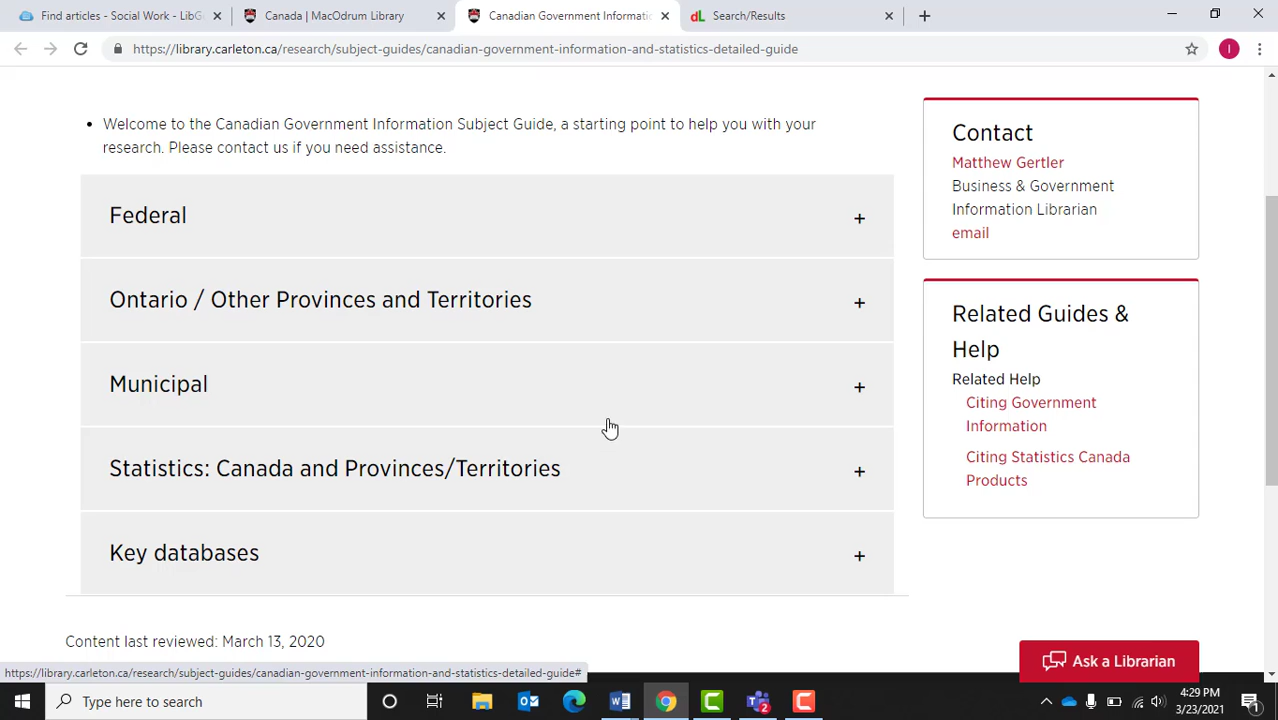 Find articles - Social Work - LibG
Canada | MacOdrum Library
Canadian Government Informatio
dL Search/Results
https://library.carleton.ca/research/subject-guides/canadian-government-information-and-statistics-detailed-guide
I
• Welcome to the Canadian Government Information Subject Guide, a starting point to help you with your
research. Please contact us if you need assistance.
Federal +
Ontario / Other Provinces and Territories +
Municipal +
Statistics: Canada and Provinces/Territories +
Key databases +
Content last reviewed: March 13, 2020
Contact
Matthew Gertler
Business & Government
Information Librarian
email
Related Guides &
Help
Related Help
Citing Government
Information
Citing Statistics Canada
Products
Ask a Librarian
https://library.carleton.ca/research/subject-guides/canadian-government-information-and-statistics-detailed-guide#
Type here to search
2
4:29 PM
3/23/2021
1